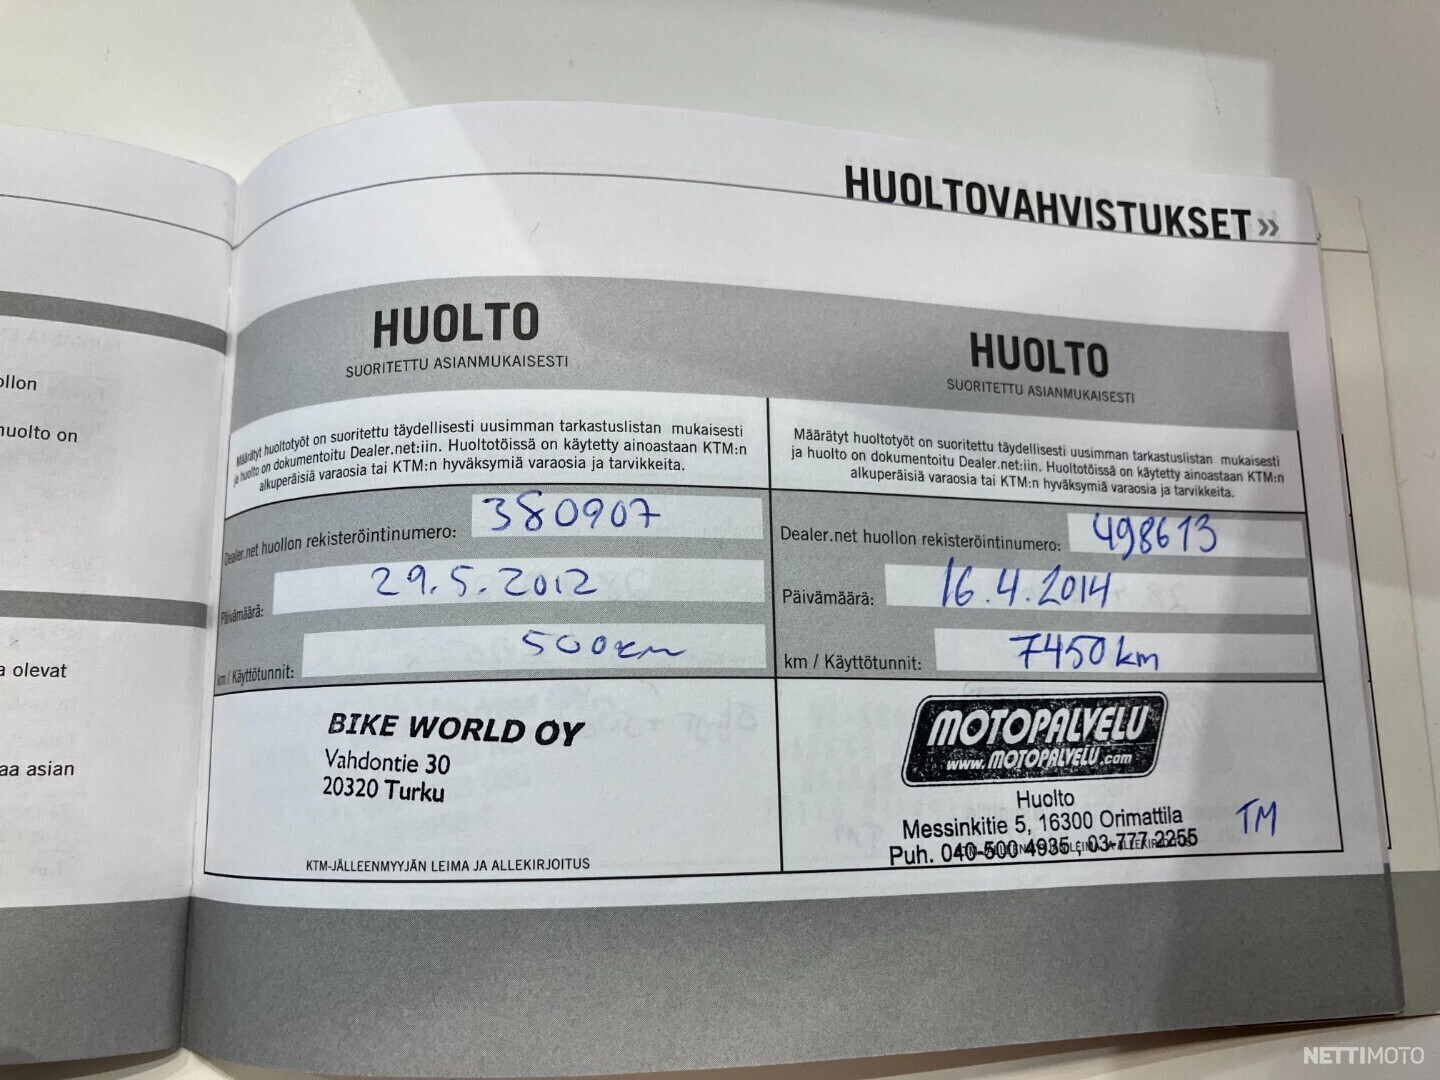 HUOLTOVAHVISTUKSET»
ollon
huolto on
a olevat
aa asian
HUOLTO
SUORITETTU ASIANMUKAISESTI
Määrätyt huoltotyöt on suoritettu täydellisesti uusimman tarkastuslistan mukaisesti
ja huolto on dokumentoitu Dealer.net:iin. Huoltotöissä on käytetty ainoastaan KTM:n
alkuperäisiä varaosia tai KTM:n hyväksymiä varaosia ja tarvikkeita.
Dealer.net huollon rekisteröintinumero: 380907
Päivämäärä: 29.5.2012
km / Käyttötunnit: 500km
BIKE WORLD OY
Vahdontie 30
20320 Turku
KTM-JÄLLEENMYYJÄN LEIMA JA ALLEKIRJOITUS
HUOLTO
SUORITETTU ASIANMUKAISESTI
Määrätyt huoltotyöt on suoritettu täydellisesti uusimman tarkastuslistan mukaisesti
ja huolto on dokumentoitu Dealer.net:iin. Huoltotöissä on käytetty ainoastaan KTM:n
alkuperäisiä varaosia tai KTM:n hyväksymiä varaosia ja tarvikkeita.
Dealer.net huollon rekisteröintinumero: 498613
Päivämäärä: 16.4.2014
km / Käyttötunnit: 7450km
MOTOPALVELU
www.MOTOPALVELU.com
Huolto
Messinkitie 5, 16300 Orimattila
TM
Puh. 040-500 4935, 03-777 2255
NETTIMOTO